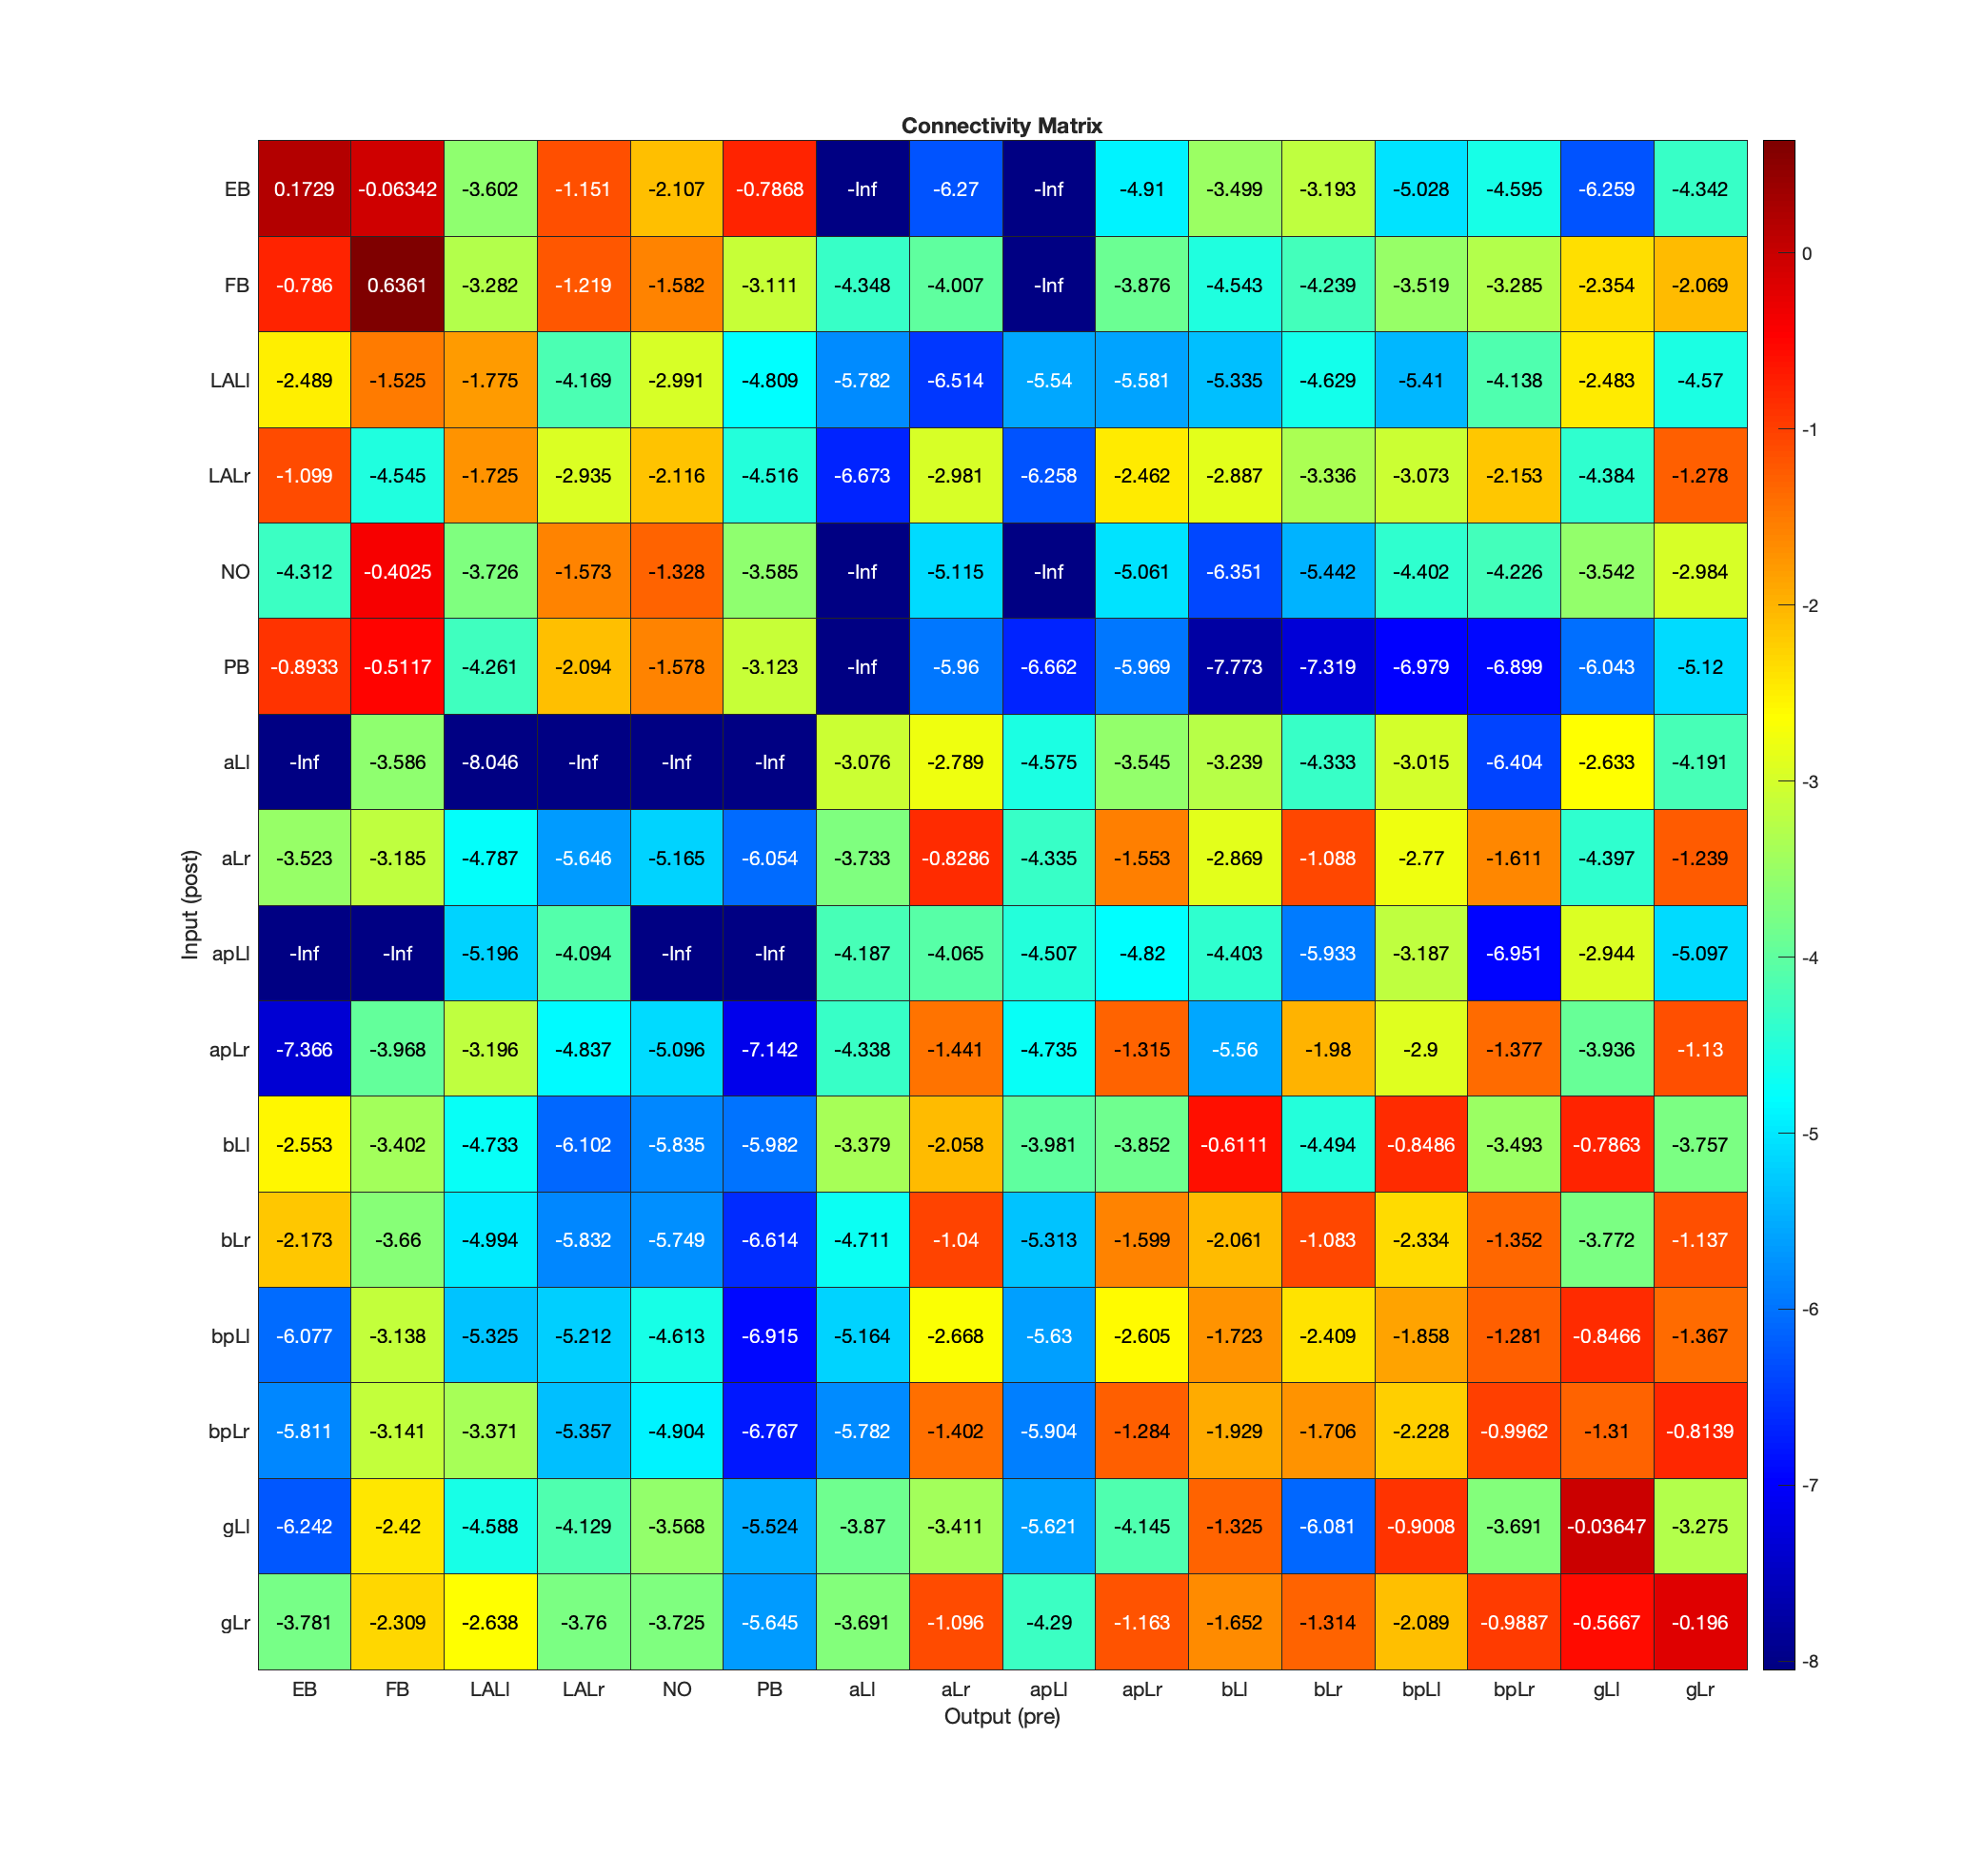 Connectivity Matrix
EB 0.1729 -0.06342 -3.602 -1.151 -2.107 -0.7868 -Inf -6.27 -Inf -4.91 -3.499 -3.193 -5.028 -4.595 -6.259 -4.342
0
FB -0.786 0.6361 -3.282 -1.219 -1.582 -3.111 -4.348 -4.007 -Inf -3.876 -4.543 -4.239 -3.519 -3.285 -2.354 -2.069
LALl -2.489 -1.525 -1.775 -4.169 -2.991 -4.809 -5.782 -6.514 -5.54 -5.581 -5.335 -4.629 -5.41 -4.138 -2.483 -4.57
-1
LALr -1.099 -4.545 -1.725 -2.935 -2.116 -4.516 -6.673 -2.981 -6.258 -2.462 -2.887 -3.336 -3.073 -2.153 -4.384 -1.278
NO -4.312 -0.4025 -3.726 -1.573 -1.328 -3.585 -Inf -5.115 -Inf -5.061 -6.351 -5.442 -4.402 -4.226 -3.542 -2.984
-2
PB -0.8933 -0.5117 -4.261 -2.094 -1.578 -3.123 -Inf -5.96 -6.662 -5.969 -7.773 -7.319 -6.979 -6.899 -6.043 -5.12
aLl -Inf -3.586 -8.046 -Inf -Inf -Inf -3.076 -2.789 -4.575 -3.545 -3.239 -4.333 -3.015 -6.404 -2.633 -4.191
-3
aLr -3.523 -3.185 -4.787 -5.646 -5.165 -6.054 -3.733 -0.8286 -4.335 -1.553 -2.869 -1.088 -2.77 -1.611 -4.397 -1.239
Input (post)
apLl -Inf -Inf -5.196 -4.094 -Inf -Inf -4.187 -4.065 -4.507 -4.82 -4.403 -5.933 -3.187 -6.951 -2.944 -5.097
-4
apLr -7.366 -3.968 -3.196 -4.837 -5.096 -7.142 -4.338 -1.441 -4.735 -1.315 -5.56 -1.98 -2.9 -1.377 -3.936 -1.13
-5
bLl -2.553 -3.402 -4.733 -6.102 -5.835 -5.982 -3.379 -2.058 -3.981 -3.852 -0.6111 -4.494 -0.8486 -3.493 -0.7863 -3.757
bLr -2.173 -3.66 -4.994 -5.832 -5.749 -6.614 -4.711 -1.04 -5.313 -1.599 -2.061 -1.083 -2.334 -1.352 -3.772 -1.137
-6
bpLl -6.077 -3.138 -5.325 -5.212 -4.613 -6.915 -5.164 -2.668 -5.63 -2.605 -1.723 -2.409 -1.858 -1.281 -0.8466 -1.367
bpLr -5.811 -3.141 -3.371 -5.357 -4.904 -6.767 -5.782 -1.402 -5.904 -1.284 -1.929 -1.706 -2.228 -0.9962 -1.31 -0.8139
-7
gLl -6.242 -2.42 -4.588 -4.129 -3.568 -5.524 -3.87 -3.411 -5.621 -4.145 -1.325 -6.081 -0.9008 -3.691 -0.03647 -3.275
gLr -3.781 -2.309 -2.638 -3.76 -3.725 -5.645 -3.691 -1.096 -4.29 -1.163 -1.652 -1.314 -2.089 -0.9887 -0.5667 -0.196
-8
EB FB LALl LALr NO PB aLl aLr apLl apLr bLl bLr bpLl bpLr gLl gLr
Output (pre)